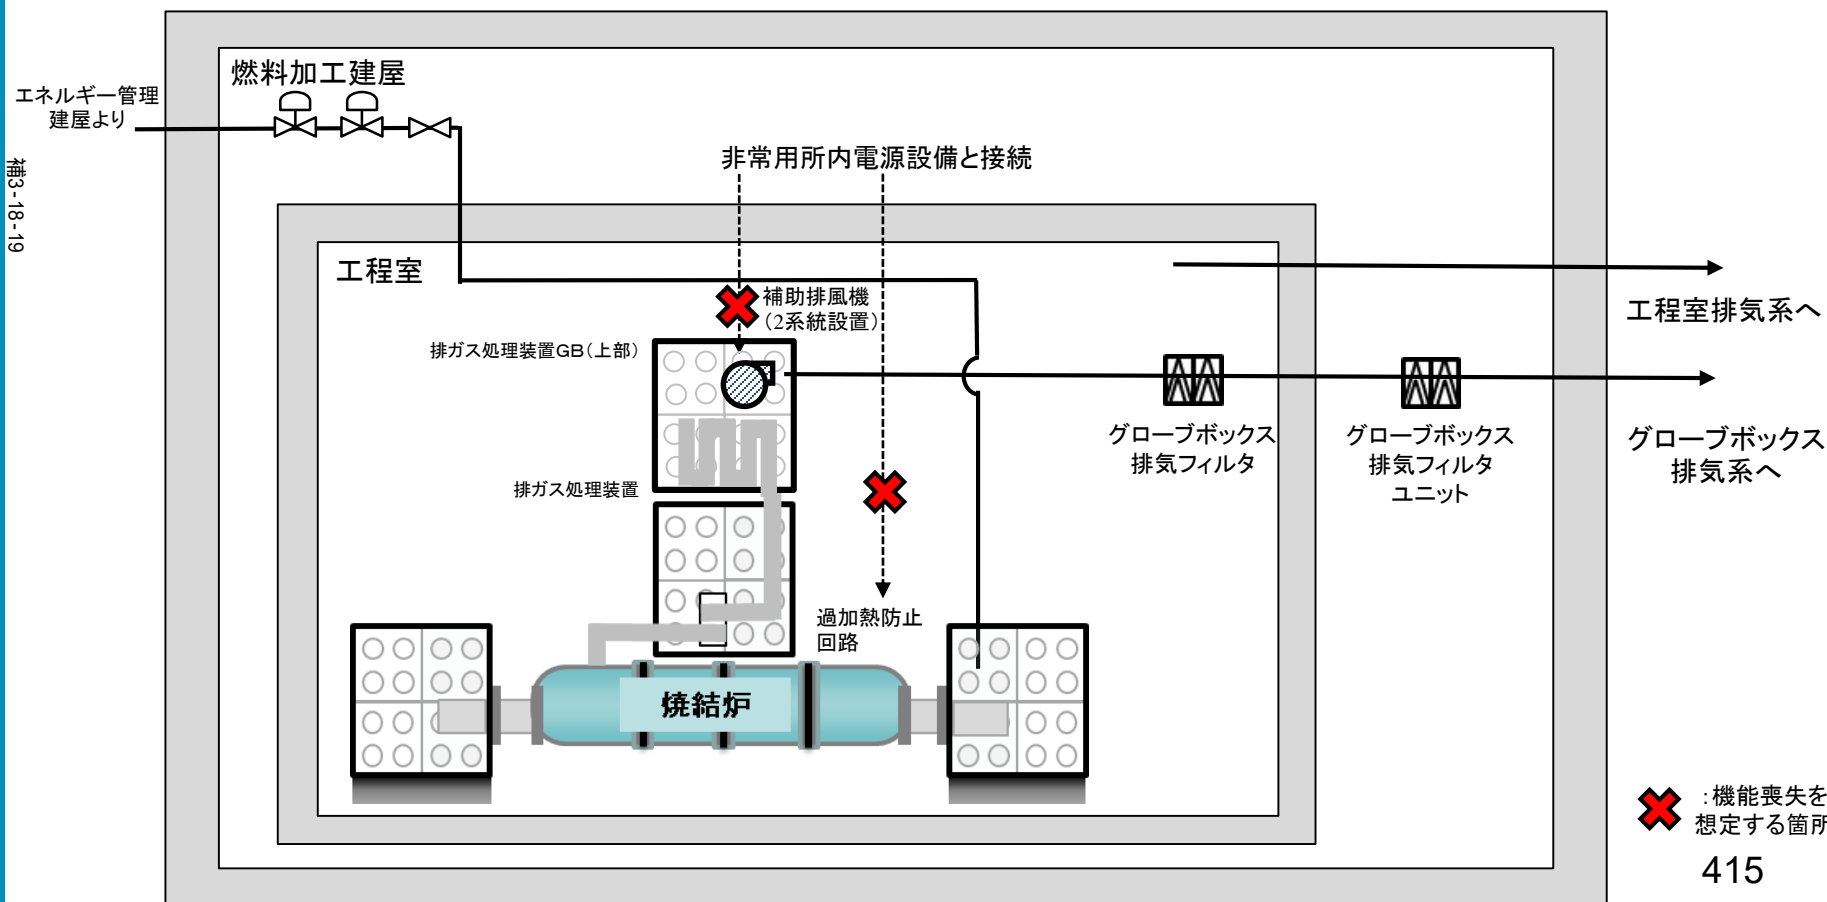 燃料加工建屋
エネルギー管理
建屋より
補3-18-19
非常用所内電源設備と接続
工程室
補助排風機
（2系統設置）
排ガス処理装置GB（上部）
工程室排気系へ
グローブボックス
排気フィルタ
グローブボックス
排気フィルタ
ユニット
グローブボックス
排気系へ
排ガス処理装置
過加熱防止
回路
焼結炉
：機能喪失を
想定する箇所
415